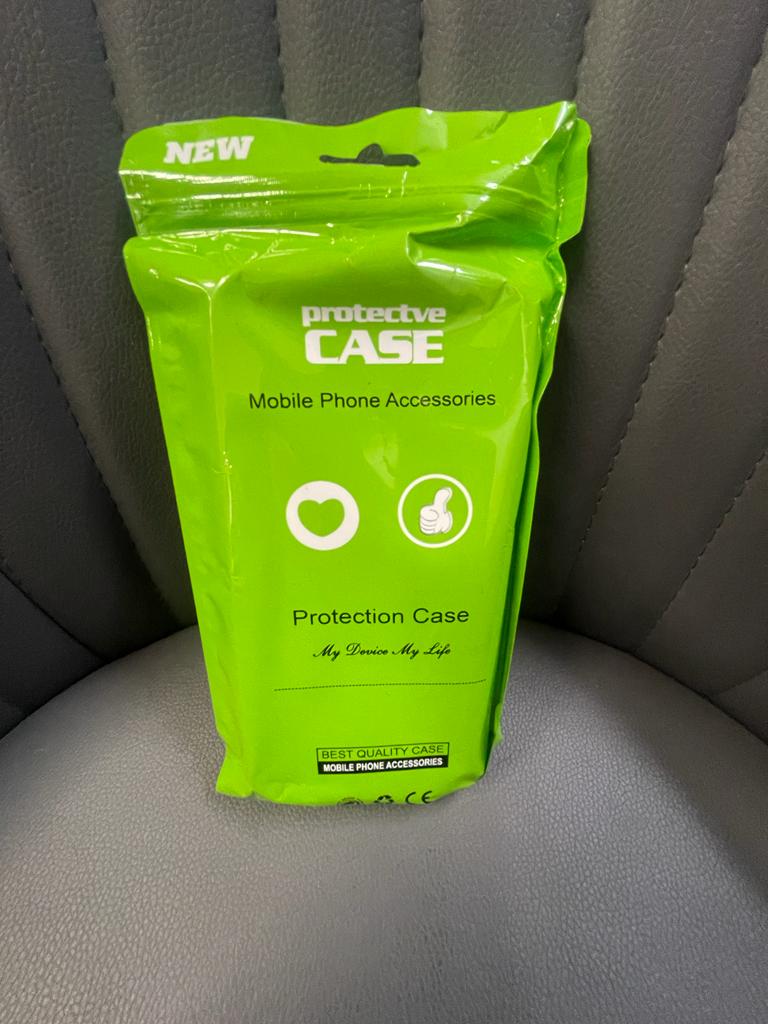 NEW
protectve
CASE
Mobile Phone Accessories
Protection Case
My Device My Life
BEST QUALITY CASE
MOBILE PHONE ACCESSORIES
CE